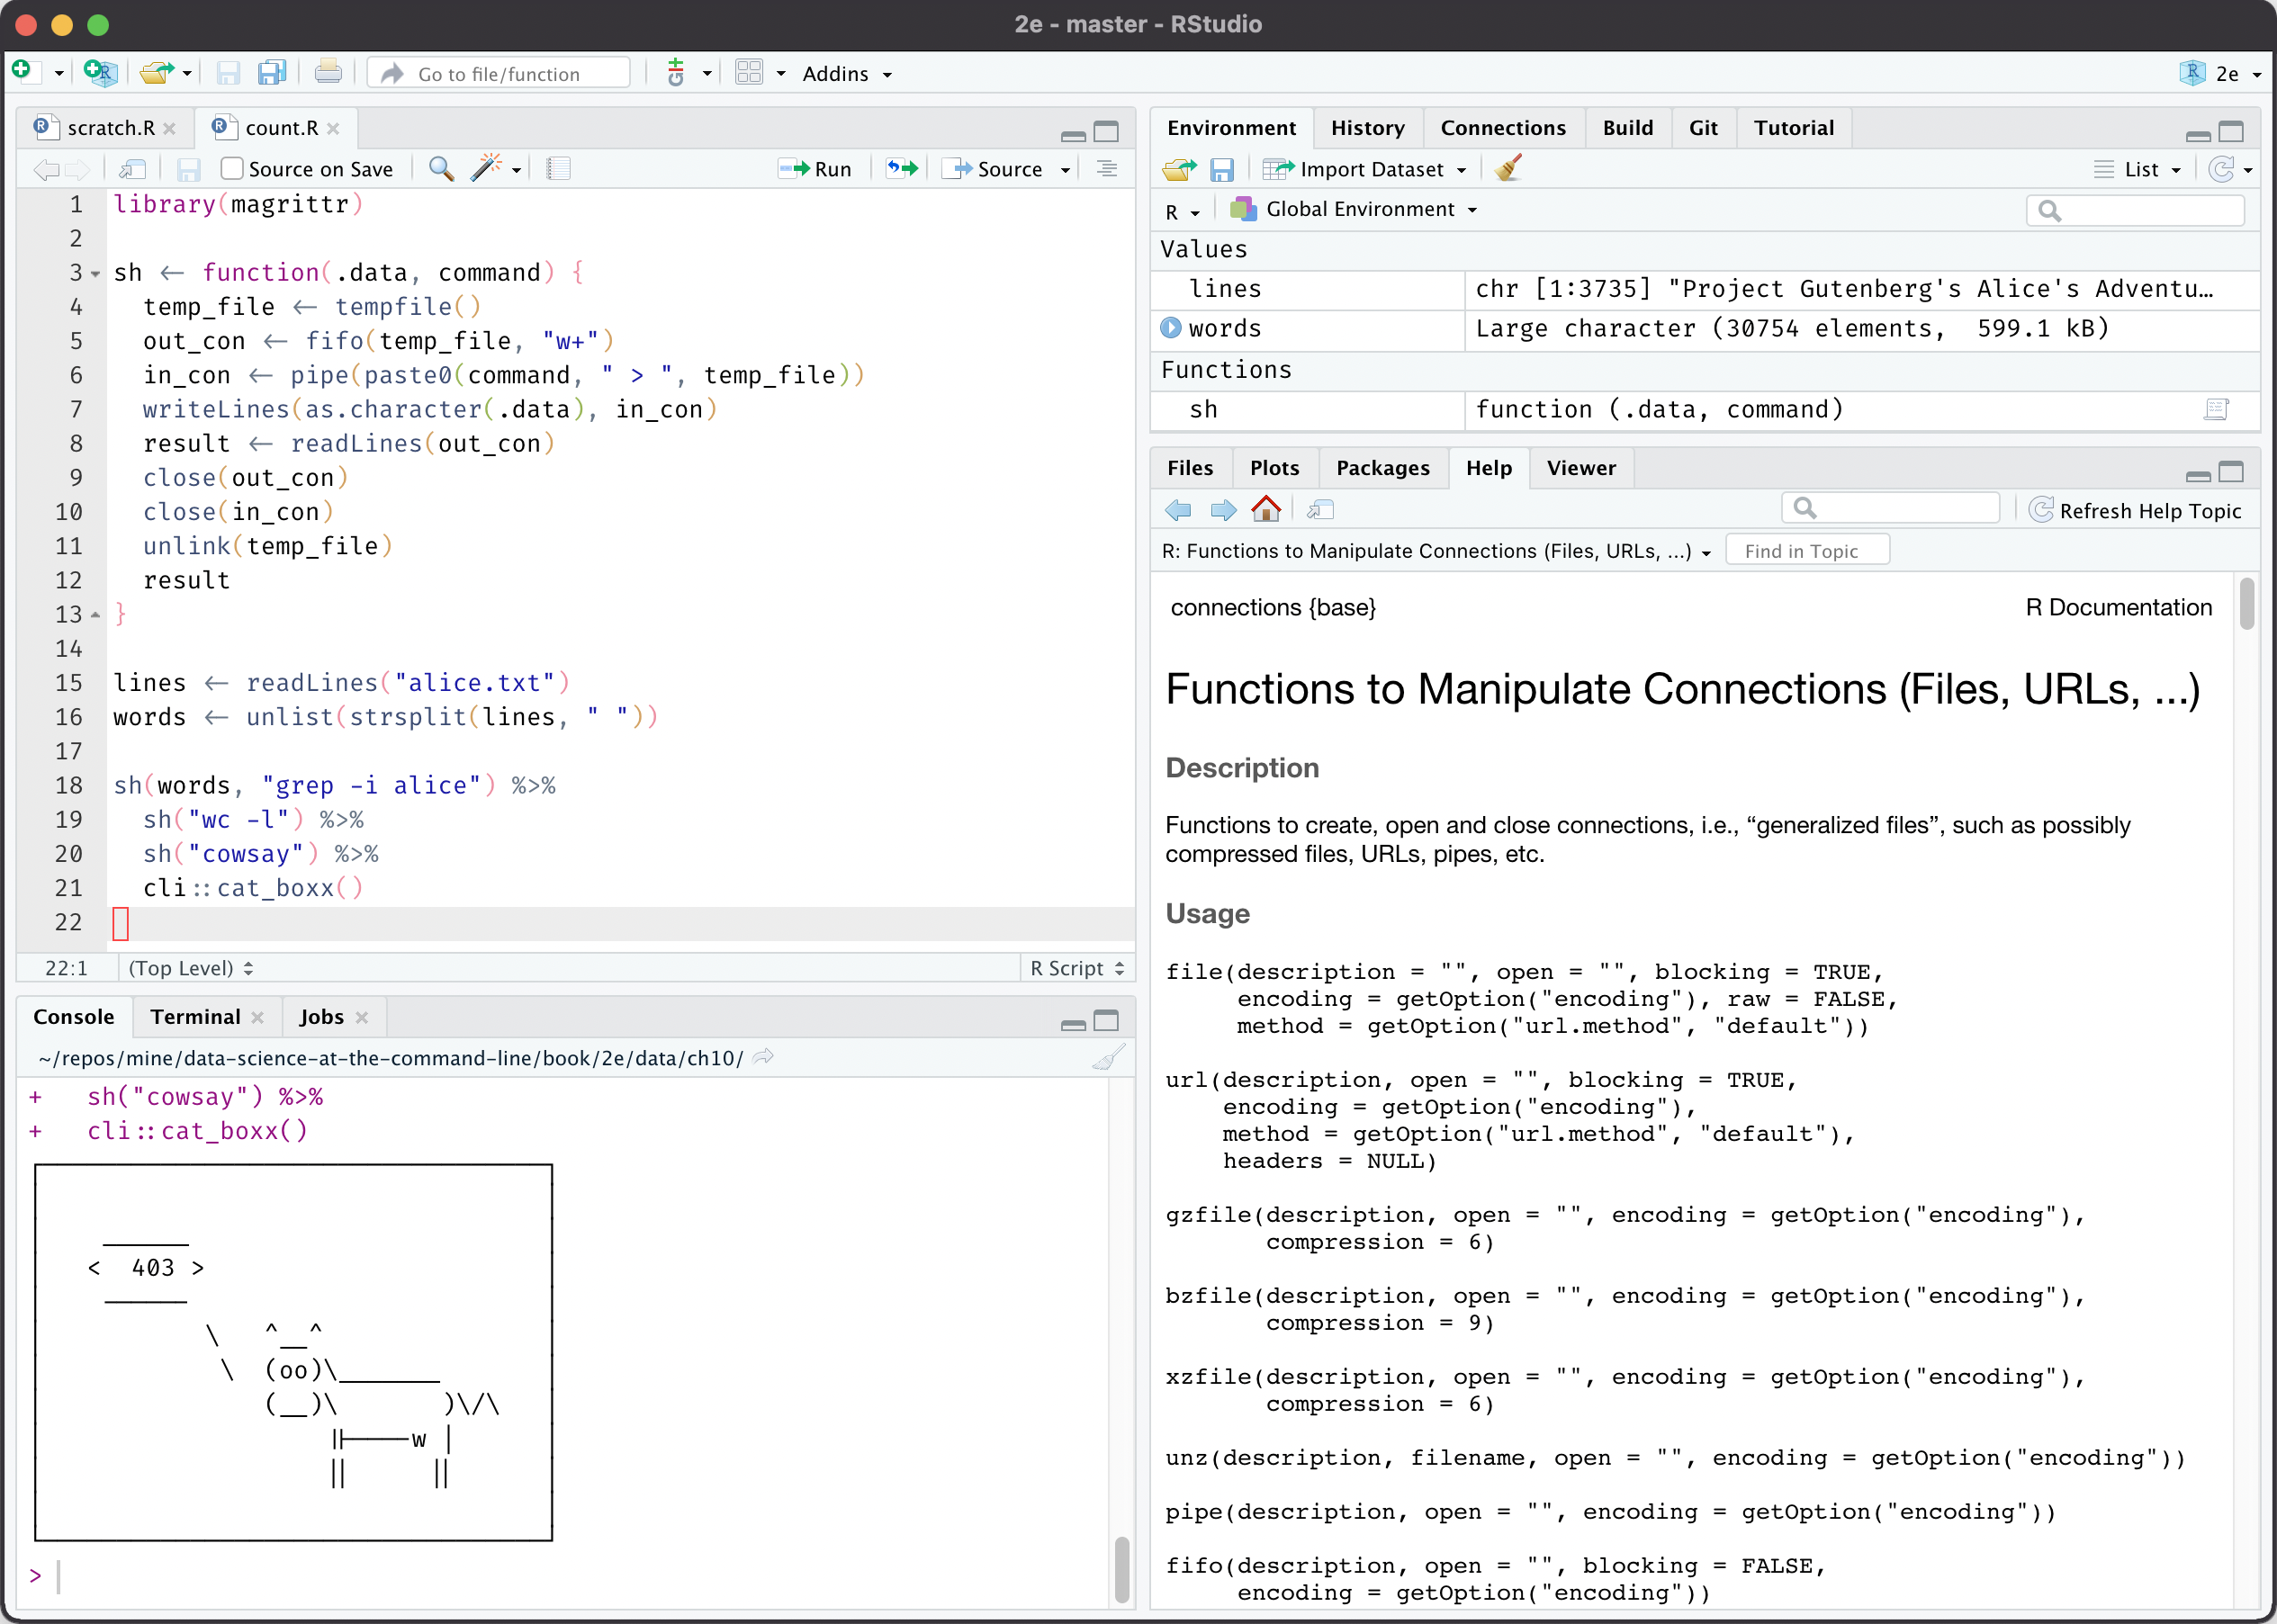 2e - master - RStudio
Go to file/function
Addins
2e
scratch.R
count.R
Source on Save
Run
Source
1 library(magrittr)
2
3 sh ← function(.data, command) {
4   temp_file ← tempfile()
5   out_con ← fifo(temp_file, "w+")
6   in_con ← pipe(paste0(command, " > ", temp_file))
7   writeLines(as.character(.data), in_con)
8   result ← readLines(out_con)
9   close(out_con)
10   close(in_con)
11   unlink(temp_file)
12   result
13 }
14
15 lines ← readLines("alice.txt")
16 words ← unlist(strsplit(lines, " "))
17
18 sh(words, "grep -i alice") %>%
19   sh("wc -l") %>%
20   sh("cowsay") %>%
21   cli::cat_boxx()
22
22:1 (Top Level) R Script
Console Terminal Jobs
~/repos/mine/data-science-at-the-command-line/book/2e/data/ch10/
+   sh("cowsay") %>%
+   cli::cat_boxx()
 ______
<  403 >
 ------
        \   ^__^
         \  (oo)\_______
            (__)\       )\/\
                ||----w |
                ||     ||
>
Environment History Connections Build Git Tutorial
Import Dataset List
R Global Environment
Values
lines chr [1:3735] "Project Gutenberg's Alice's Adventu…
words Large character (30754 elements,  599.1 kB)
Functions
sh function (.data, command)
Files Plots Packages Help Viewer
Refresh Help Topic
R: Functions to Manipulate Connections (Files, URLs, ...) Find in Topic
connections {base} R Documentation
Functions to Manipulate Connections (Files, URLs, ...)
Description
Functions to create, open and close connections, i.e., “generalized files”, such as possibly
compressed files, URLs, pipes, etc.
Usage
file(description = "", open = "", blocking = TRUE,
     encoding = getOption("encoding"), raw = FALSE,
     method = getOption("url.method", "default"))
url(description, open = "", blocking = TRUE,
    encoding = getOption("encoding"),
    method = getOption("url.method", "default"),
    headers = NULL)
gzfile(description, open = "", encoding = getOption("encoding"),
       compression = 6)
bzfile(description, open = "", encoding = getOption("encoding"),
       compression = 9)
xzfile(description, open = "", encoding = getOption("encoding"),
       compression = 6)
unz(description, filename, open = "", encoding = getOption("encoding"))
pipe(description, open = "", encoding = getOption("encoding"))
fifo(description, open = "", blocking = FALSE,
     encoding = getOption("encoding"))